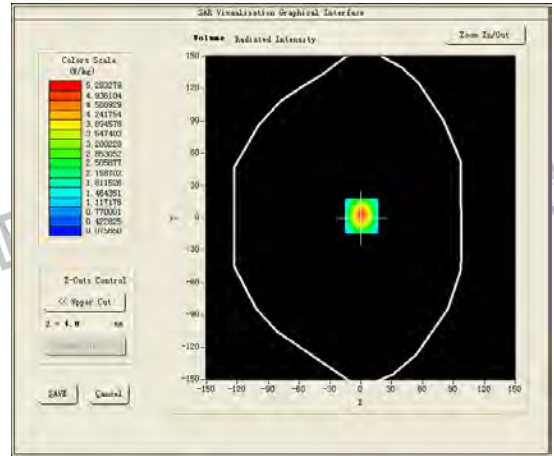 SAR Visualisation Graphical Interface
Volume Radiated Intensity
Zoom In/Out
Colors Scale
(W/kg)
5.283279
4.936104
4.588929
4.241754
3.894578
3.547403
3.200228
2.853052
2.505877
2.158702
1.811526
1.464351
1.117176
0.770001
0.422825
0.075650
Z-Cuts Control
<< Upper Cut
Z = 4.0 mm
SAVE
Cancel
150
120
90
60
30
0
-30
-60
-90
-120
-150
Y
-150 -120 -90 -60 -30 0 30 60 90 120 150
X